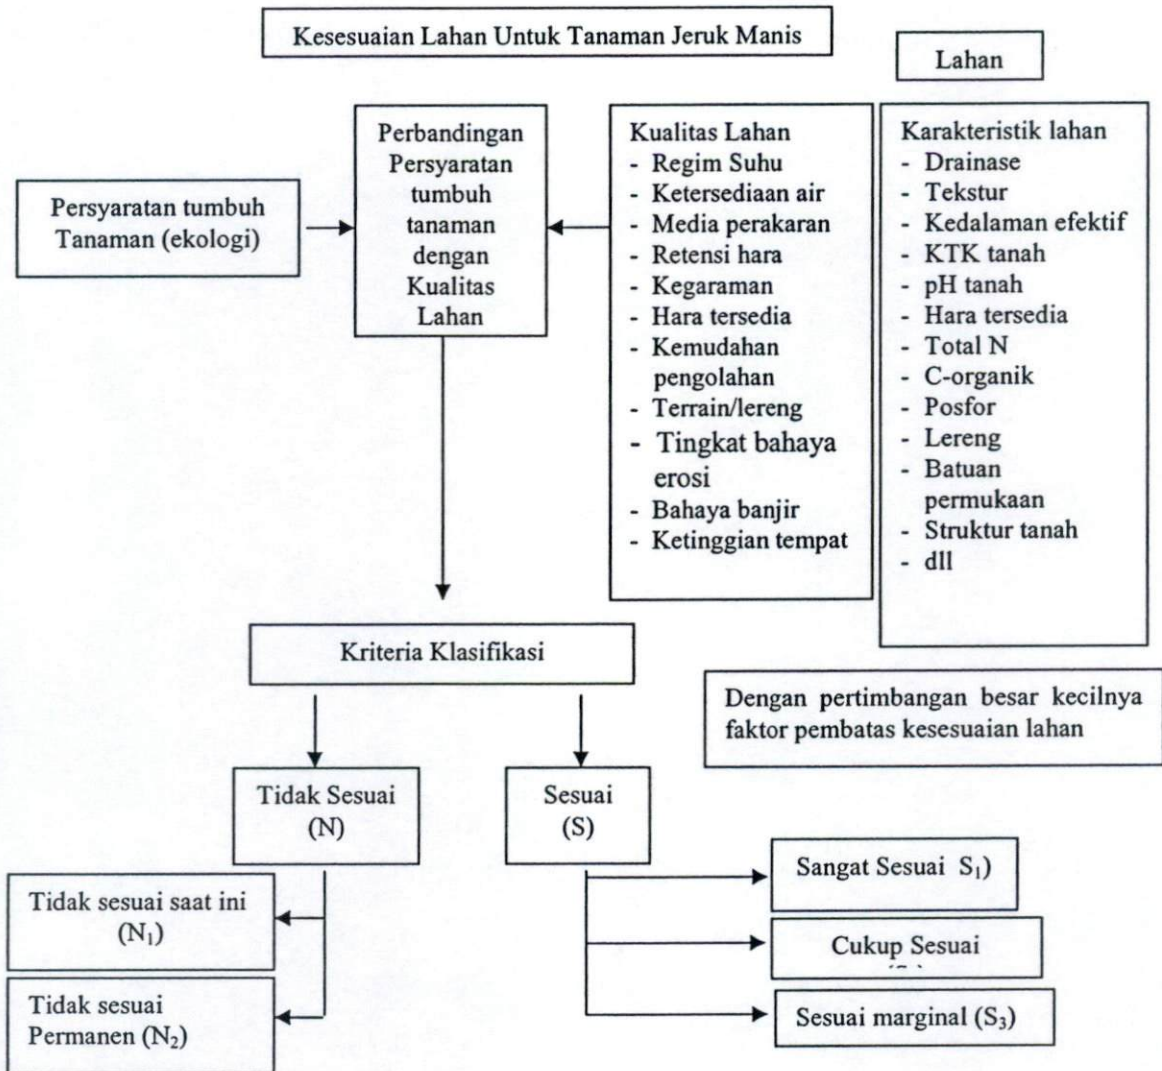 Kesesuaian Lahan Untuk Tanaman Jeruk Manis
Lahan
Persyaratan tumbuh
Tanaman (ekologi)
Perbandingan
Persyaratan
tumbuh
tanaman
dengan
Kualitas
Lahan
Kualitas Lahan
- Regim Suhu
- Ketersediaan air
- Media perakaran
- Retensi hara
- Kegaraman
- Hara tersedia
- Kemudahan
pengolahan
- Terrain/lereng
- Tingkat bahaya
erosi
- Bahaya banjir
- Ketinggian tempat
Karakteristik lahan
- Drainase
- Tekstur
- Kedalaman efektif
- KTK tanah
- pH tanah
- Hara tersedia
- Total N
- C-organik
- Posfor
- Lereng
- Batuan
permukaan
- Struktur tanah
- dll
Kriteria Klasifikasi
Dengan pertimbangan besar kecilnya
faktor pembatas kesesuaian lahan
Tidak Sesuai
(N)
Sesuai
(S)
Tidak sesuai saat ini
(N₁)
Tidak sesuai
Permanen (N₂)
Sangat Sesuai S₁)
Cukup Sesuai
Sesuai marginal (S₃)